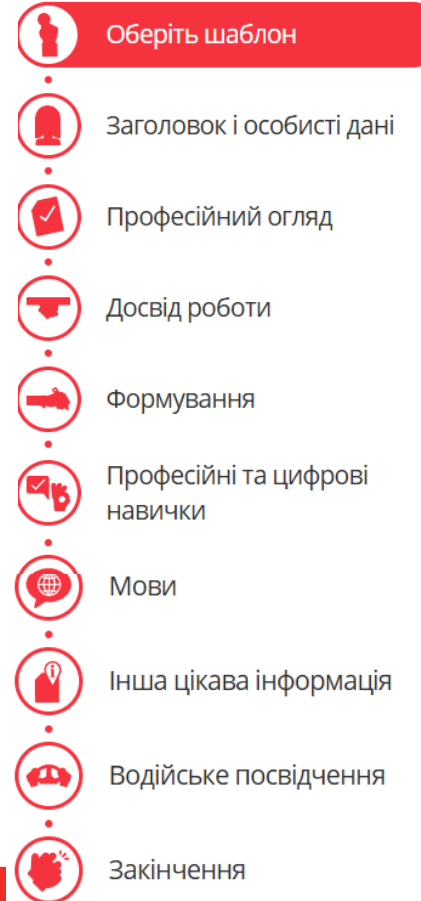 Оберіть шаблон
Заголовок і особисті дані
Професійний огляд
Досвід роботи
Формування
Професійні та цифрові
навички
Мови
Інша цікава інформація
Водійське посвідчення
Закінчення